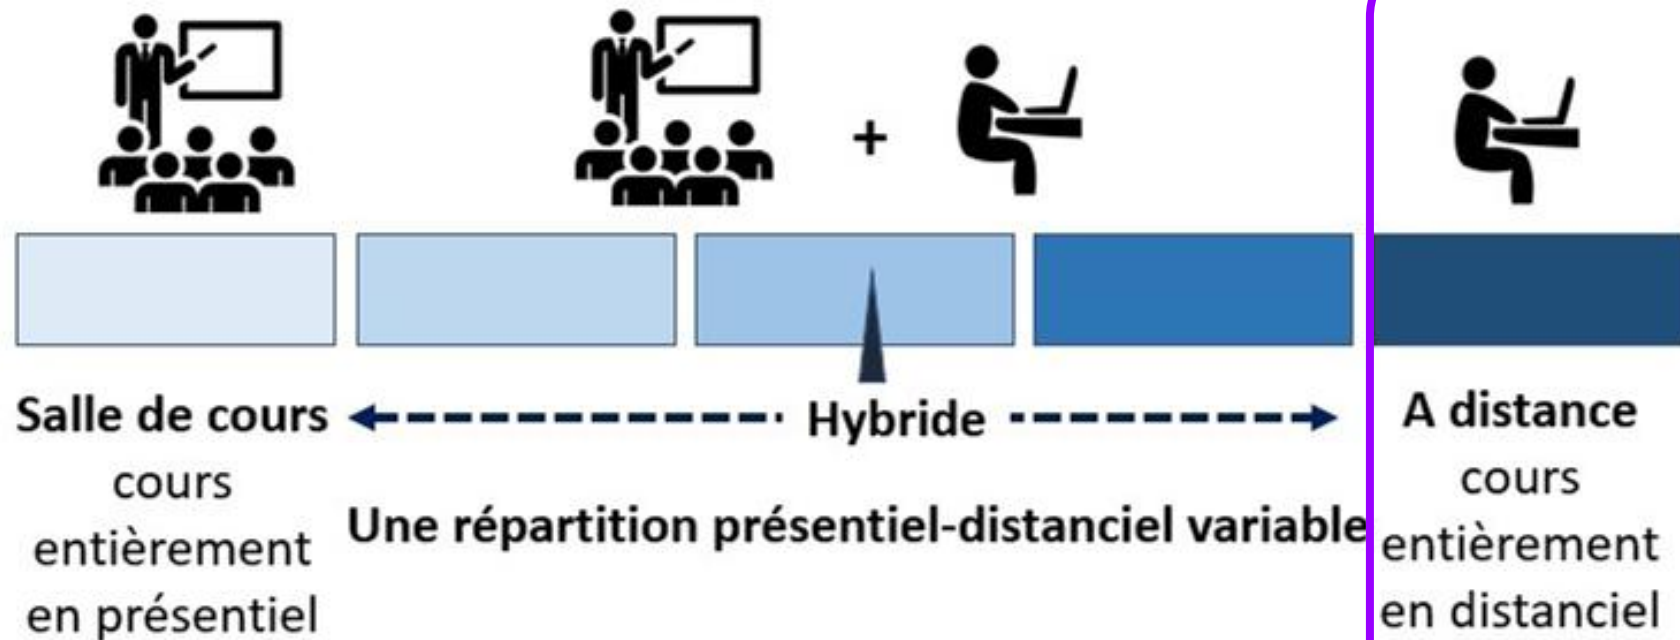 Salle de cours
cours
entièrement
en présentiel
+
Hybride
Une répartition présentiel-distanciel variable
A distance
cours
entièrement
en distanciel